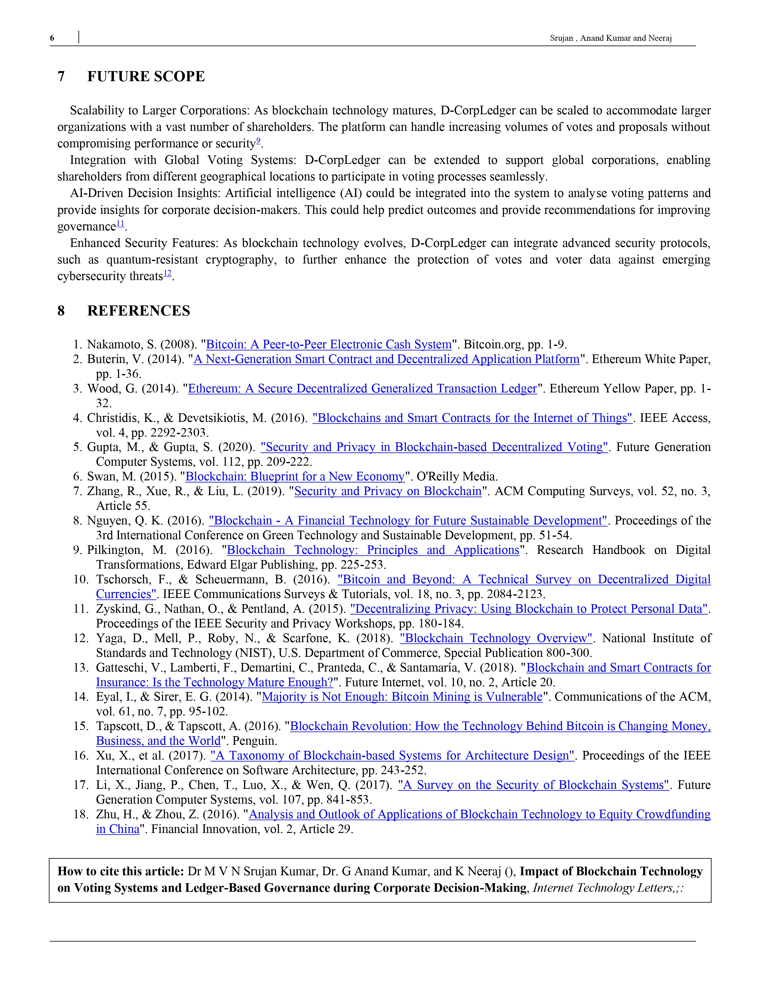 6 Srujan , Anand Kumar and Neeraj
7 FUTURE SCOPE
Scalability to Larger Corporations: As blockchain technology matures, D-CorpLedger can be scaled to accommodate larger
organizations with a vast number of shareholders. The platform can handle increasing volumes of votes and proposals without
compromising performance or security9.
Integration with Global Voting Systems: D-CorpLedger can be extended to support global corporations, enabling
shareholders from different geographical locations to participate in voting processes seamlessly.
AI-Driven Decision Insights: Artificial intelligence (AI) could be integrated into the system to analyse voting patterns and
provide insights for corporate decision-makers. This could help predict outcomes and provide recommendations for improving
governance11.
Enhanced Security Features: As blockchain technology evolves, D-CorpLedger can integrate advanced security protocols,
such as quantum-resistant cryptography, to further enhance the protection of votes and voter data against emerging
cybersecurity threats12.
8 REFERENCES
1. Nakamoto, S. (2008). "Bitcoin: A Peer-to-Peer Electronic Cash System". Bitcoin.org, pp. 1-9.
2. Buterin, V. (2014). "A Next-Generation Smart Contract and Decentralized Application Platform". Ethereum White Paper,
pp. 1-36.
3. Wood, G. (2014). "Ethereum: A Secure Decentralized Generalized Transaction Ledger". Ethereum Yellow Paper, pp. 1-
32.
4. Christidis, K., & Devetsikiotis, M. (2016). "Blockchains and Smart Contracts for the Internet of Things". IEEE Access,
vol. 4, pp. 2292-2303.
5. Gupta, M., & Gupta, S. (2020). "Security and Privacy in Blockchain-based Decentralized Voting". Future Generation
Computer Systems, vol. 112, pp. 209-222.
6. Swan, M. (2015). "Blockchain: Blueprint for a New Economy". O'Reilly Media.
7. Zhang, R., Xue, R., & Liu, L. (2019). "Security and Privacy on Blockchain". ACM Computing Surveys, vol. 52, no. 3,
Article 55.
8. Nguyen, Q. K. (2016). "Blockchain - A Financial Technology for Future Sustainable Development". Proceedings of the
3rd International Conference on Green Technology and Sustainable Development, pp. 51-54.
9. Pilkington, M. (2016). "Blockchain Technology: Principles and Applications". Research Handbook on Digital
Transformations, Edward Elgar Publishing, pp. 225-253.
10. Tschorsch, F., & Scheuermann, B. (2016). "Bitcoin and Beyond: A Technical Survey on Decentralized Digital
Currencies". IEEE Communications Surveys & Tutorials, vol. 18, no. 3, pp. 2084-2123.
11. Zyskind, G., Nathan, O., & Pentland, A. (2015). "Decentralizing Privacy: Using Blockchain to Protect Personal Data".
Proceedings of the IEEE Security and Privacy Workshops, pp. 180-184.
12. Yaga, D., Mell, P., Roby, N., & Scarfone, K. (2018). "Blockchain Technology Overview". National Institute of
Standards and Technology (NIST), U.S. Department of Commerce, Special Publication 800-300.
13. Gatteschi, V., Lamberti, F., Demartini, C., Pranteda, C., & Santamaría, V. (2018). "Blockchain and Smart Contracts for
Insurance: Is the Technology Mature Enough?". Future Internet, vol. 10, no. 2, Article 20.
14. Eyal, I., & Sirer, E. G. (2014). "Majority is Not Enough: Bitcoin Mining is Vulnerable". Communications of the ACM,
vol. 61, no. 7, pp. 95-102.
15. Tapscott, D., & Tapscott, A. (2016). "Blockchain Revolution: How the Technology Behind Bitcoin is Changing Money,
Business, and the World". Penguin.
16. Xu, X., et al. (2017). "A Taxonomy of Blockchain-based Systems for Architecture Design". Proceedings of the IEEE
International Conference on Software Architecture, pp. 243-252.
17. Li, X., Jiang, P., Chen, T., Luo, X., & Wen, Q. (2017). "A Survey on the Security of Blockchain Systems". Future
Generation Computer Systems, vol. 107, pp. 841-853.
18. Zhu, H., & Zhou, Z. (2016). "Analysis and Outlook of Applications of Blockchain Technology to Equity Crowdfunding
in China". Financial Innovation, vol. 2, Article 29.
How to cite this article: Dr M V N Srujan Kumar, Dr. G Anand Kumar, and K Neeraj (), Impact of Blockchain Technology
on Voting Systems and Ledger-Based Governance during Corporate Decision-Making, Internet Technology Letters,;: